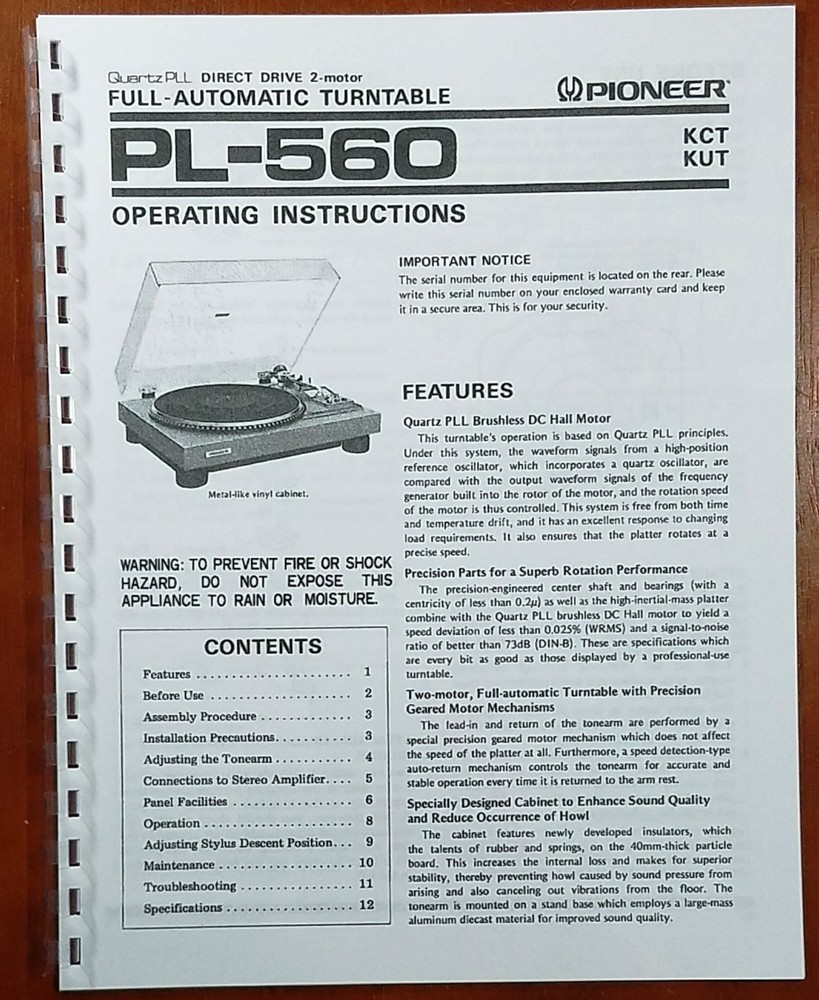 Quartz PLL DIRECT DRIVE 2-motor
FULL-AUTOMATIC TURNTABLE
PIONEER®
PL-560
KCT
KUT
OPERATING INSTRUCTIONS
Metal-like vinyl cabinet.
WARNING: TO PREVENT FIRE OR SHOCK
HAZARD, DO NOT EXPOSE THIS
APPLIANCE TO RAIN OR MOISTURE.
CONTENTS
Features . . . . . . . . . . . . . . . . . . . . . . 1
Before Use . . . . . . . . . . . . . . . . . . . . 2
Assembly Procedure . . . . . . . . . . . . . 3
Installation Precautions. . . . . . . . . . . 3
Adjusting the Tonearm . . . . . . . . . . . 4
Connections to Stereo Amplifier. . . . 5
Panel Facilities . . . . . . . . . . . . . . . . . 6
Operation . . . . . . . . . . . . . . . . . . . . . 8
Adjusting Stylus Descent Position. . . 9
Maintenance . . . . . . . . . . . . . . . . . . . 10
Troubleshooting . . . . . . . . . . . . . . . . 11
Specifications . . . . . . . . . . . . . . . . . . 12
IMPORTANT NOTICE
The serial number for this equipment is located on the rear. Please
write this serial number on your enclosed warranty card and keep
it in a secure area. This is for your security.
FEATURES
Quartz PLL Brushless DC Hall Motor
This turntable's operation is based on Quartz PLL principles.
Under this system, the waveform signals from a high-position
reference oscillator, which incorporates a quartz oscillator, are
compared with the output waveform signals of the frequency
generator built into the rotor of the motor, and the rotation speed
of the motor is thus controlled. This system is free from both time
and temperature drift, and it has an excellent response to changing
load requirements. It also ensures that the platter rotates at a
precise speed.
Precision Parts for a Superb Rotation Performance
The precision-engineered center shaft and bearings (with a
centricity of less than 0.2μ) as well as the high-inertial-mass platter
combine with the Quartz PLL brushless DC Hall motor to yield a
speed deviation of less than 0.025% (WRMS) and a signal-to-noise
ratio of better than 73dB (DIN-B). These are specifications which
are every bit as good as those displayed by a professional-use
turntable.
Two-motor, Full-automatic Turntable with Precision
Geared Motor Mechanisms
The lead-in and return of the tonearm are performed by a
special precision geared motor mechanism which does not affect
the speed of the platter at all. Furthermore, a speed detection-type
auto-return mechanism controls the tonearm for accurate and
stable operation every time it is returned to the arm rest.
Specially Designed Cabinet to Enhance Sound Quality
and Reduce Occurrence of Howl
The cabinet features newly developed insulators, which
the talents of rubber and springs, on the 40mm-thick particle
board. This increases the internal loss and makes for superior
stability, thereby preventing howl caused by sound pressure from
arising and also canceling out vibrations from the floor. The
tonearm is mounted on a stand base which employs a large-mass
aluminum diecast material for improved sound quality.